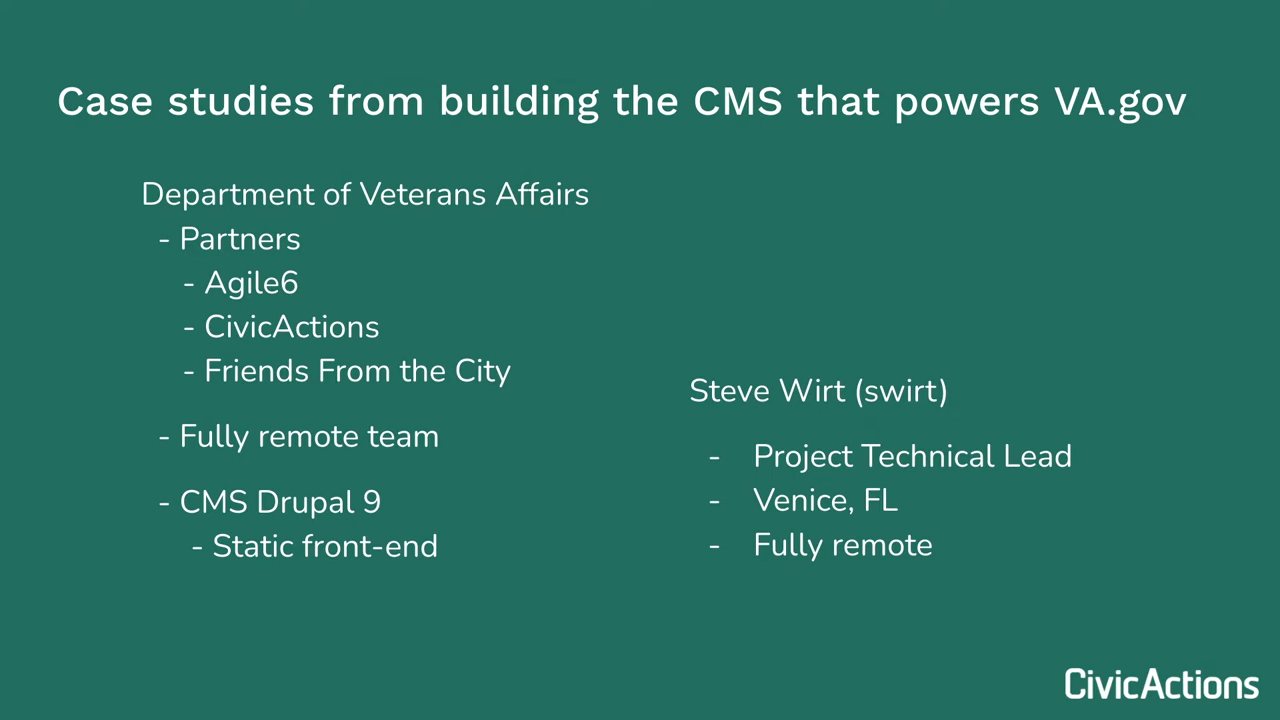 Case studies from building the CMS that powers VA.gov
Department of Veterans Affairs
- Partners
- Agile6
- CivicActions
- Friends From the City
- Fully remote team
- CMS Drupal 9
- Static front-end
Steve Wirt (swirt)
- Project Technical Lead
- Venice, FL
- Fully remote
CivicActions